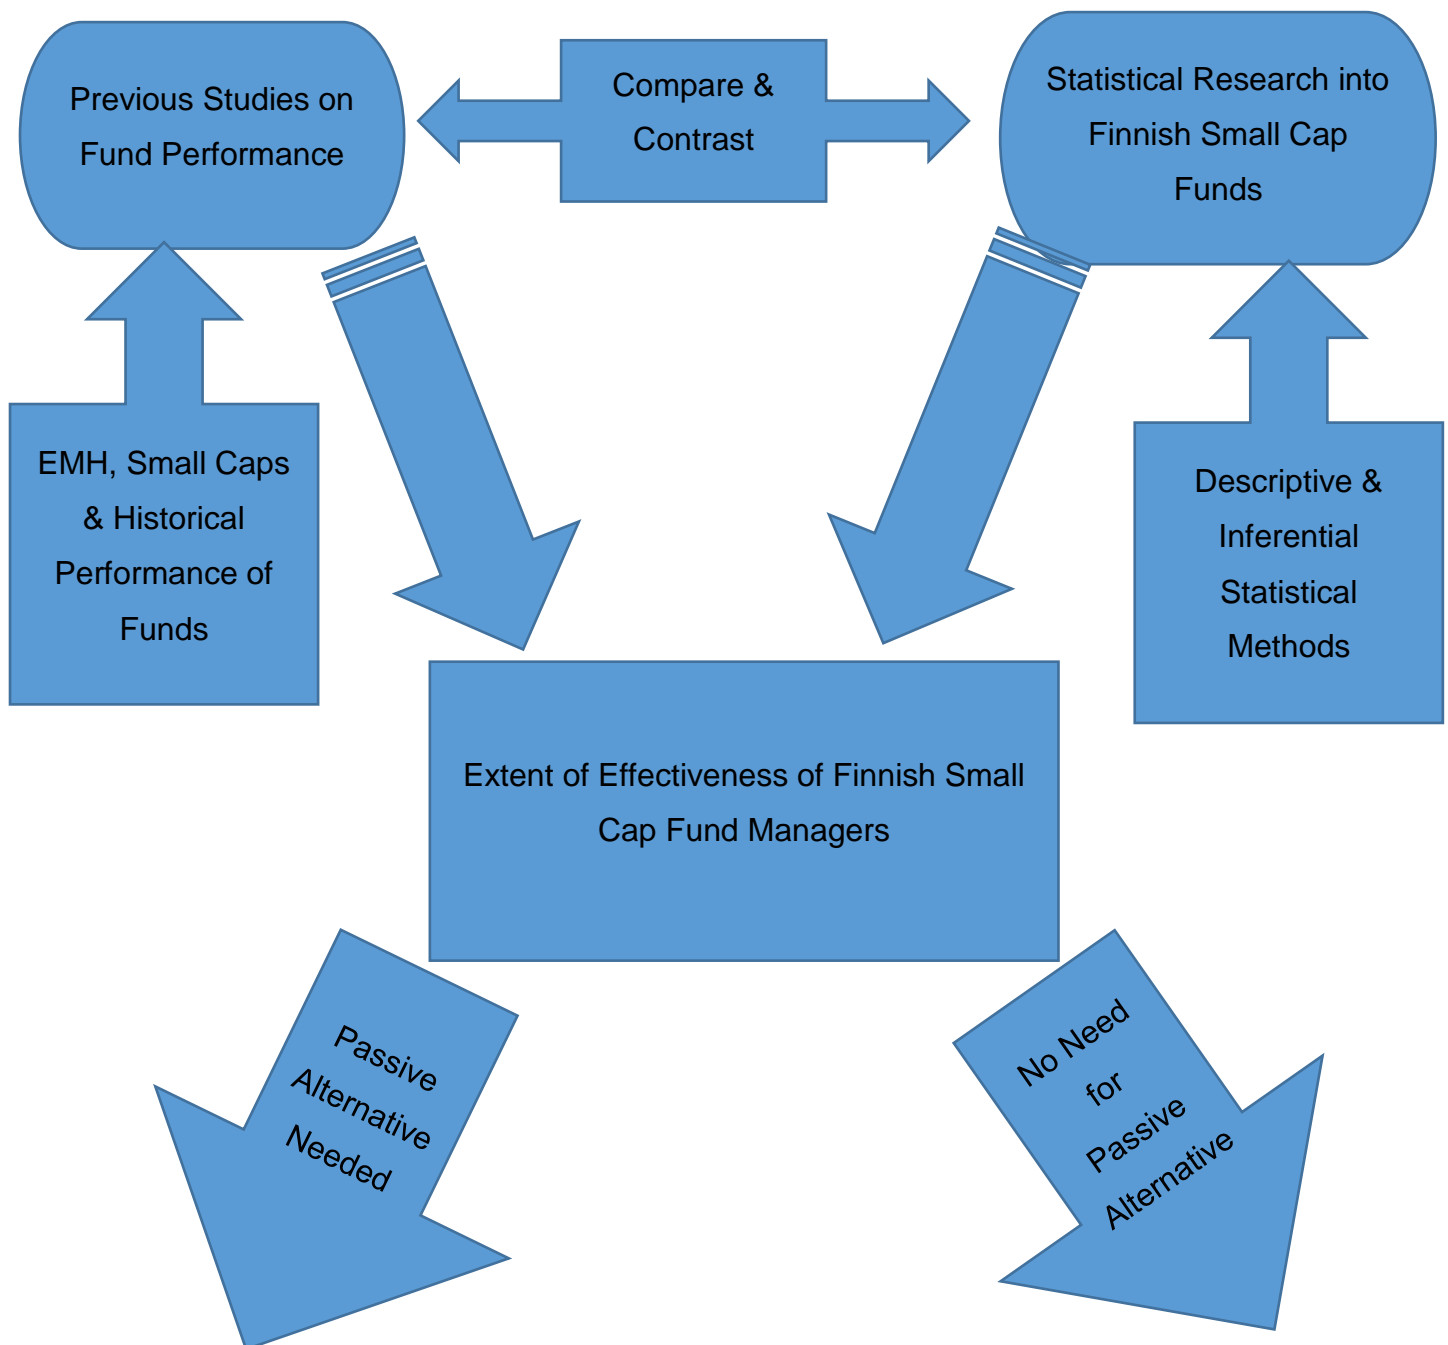 Previous Studies on
Fund Performance
Compare &
Contrast
Statistical Research into
Finnish Small Cap
Funds
EMH, Small Caps
& Historical
Performance of
Funds
Descriptive &
Inferential
Statistical
Methods
Extent of Effectiveness of Finnish Small
Cap Fund Managers
Passive
Alternative
Needed
No Need
for
Passive
Alternative